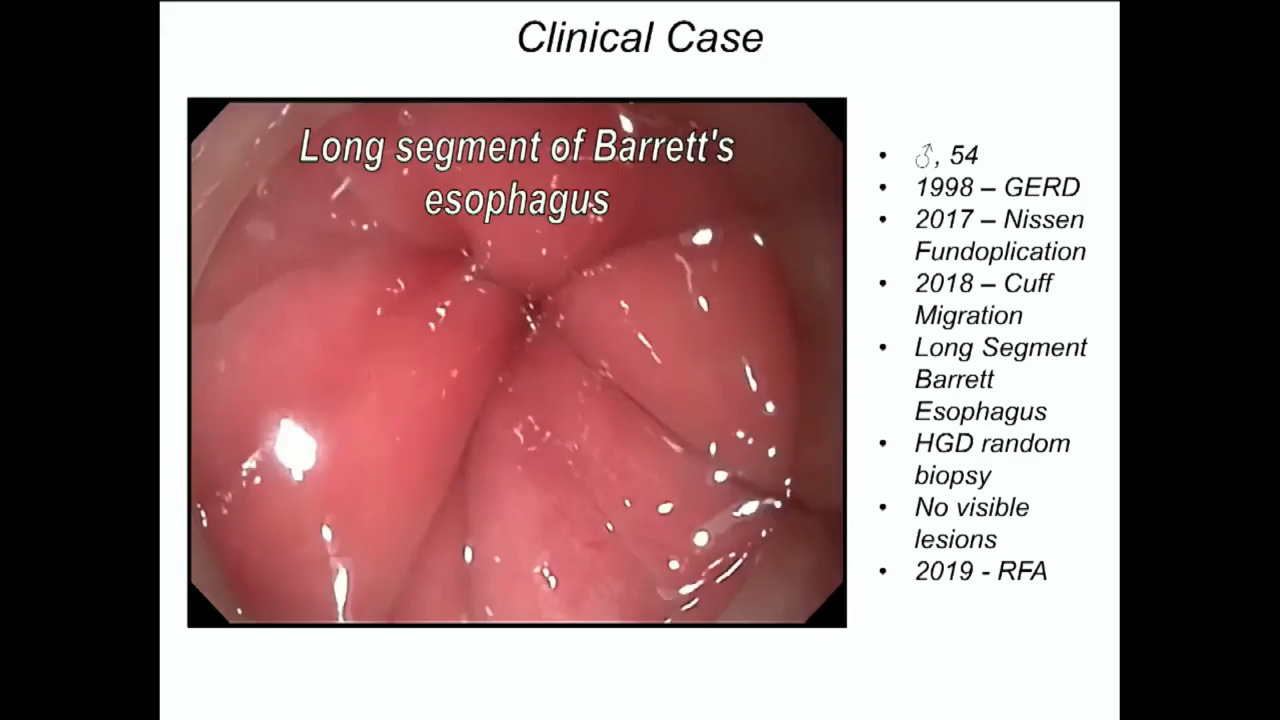 Clinical Case
Long segment of Barrett's
esophagus
• ♂, 54
• 1998 – GERD
• 2017 – Nissen
Fundoplication
• 2018 – Cuff
Migration
• Long Segment
Barrett
Esophagus
• HGD random
biopsy
• No visible
lesions
• 2019 - RFA